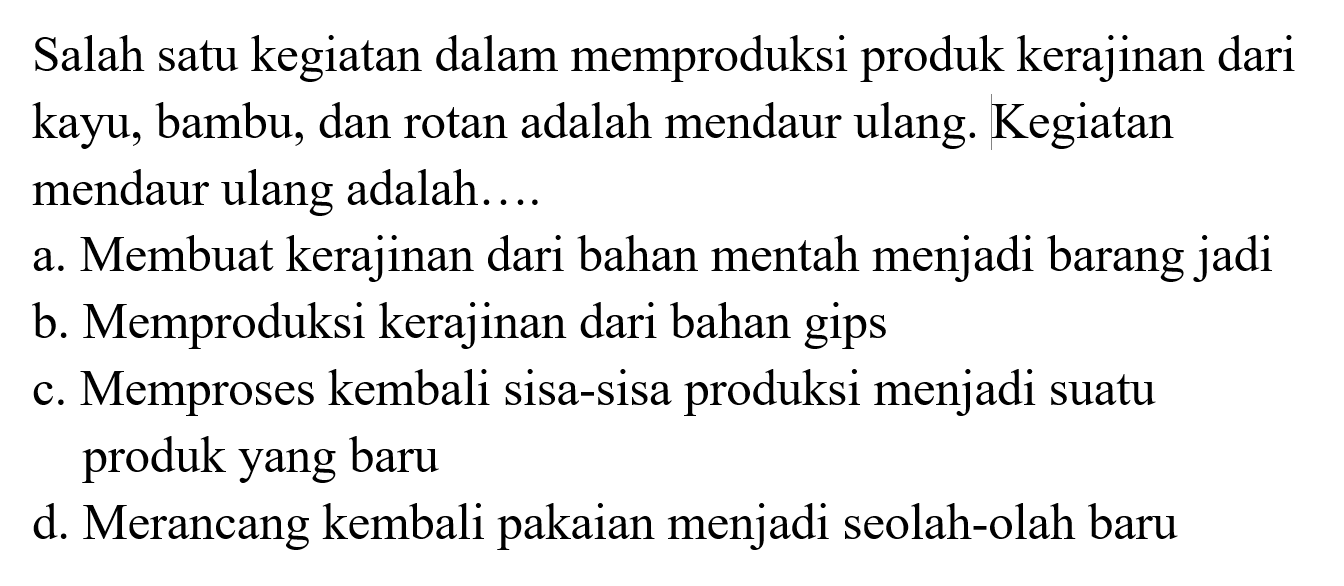 Salah satu kegiatan dalam memproduksi produk kerajinan dari
kayu, bambu, dan rotan adalah mendaur ulang. Kegiatan
mendaur ulang adalah….
a. Membuat kerajinan dari bahan mentah menjadi barang jadi
b. Memproduksi kerajinan dari bahan gips
c. Memproses kembali sisa-sisa produksi menjadi suatu
produk yang baru
d. Merancang kembali pakaian menjadi seolah-olah baru